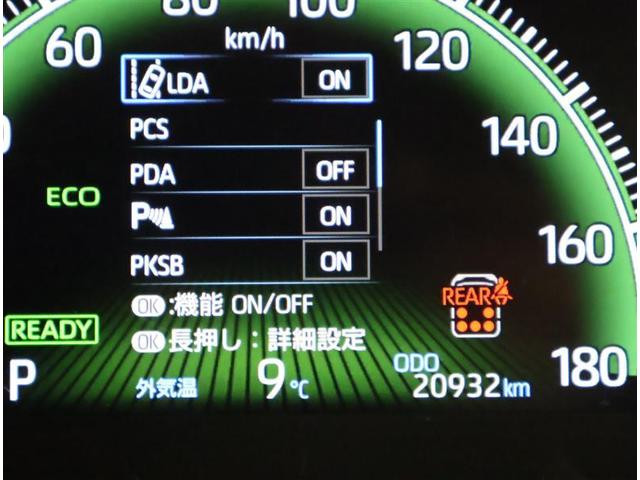 80 100
60
km/h
120
LDA ON
PCS
140
PDA OFF
ECO
P ON
160
PKSB ON
REAR
OK:機能 ON/OFF
READY
OK 長押し:詳細設定
ODO
P
外気温 9℃
20932km
180